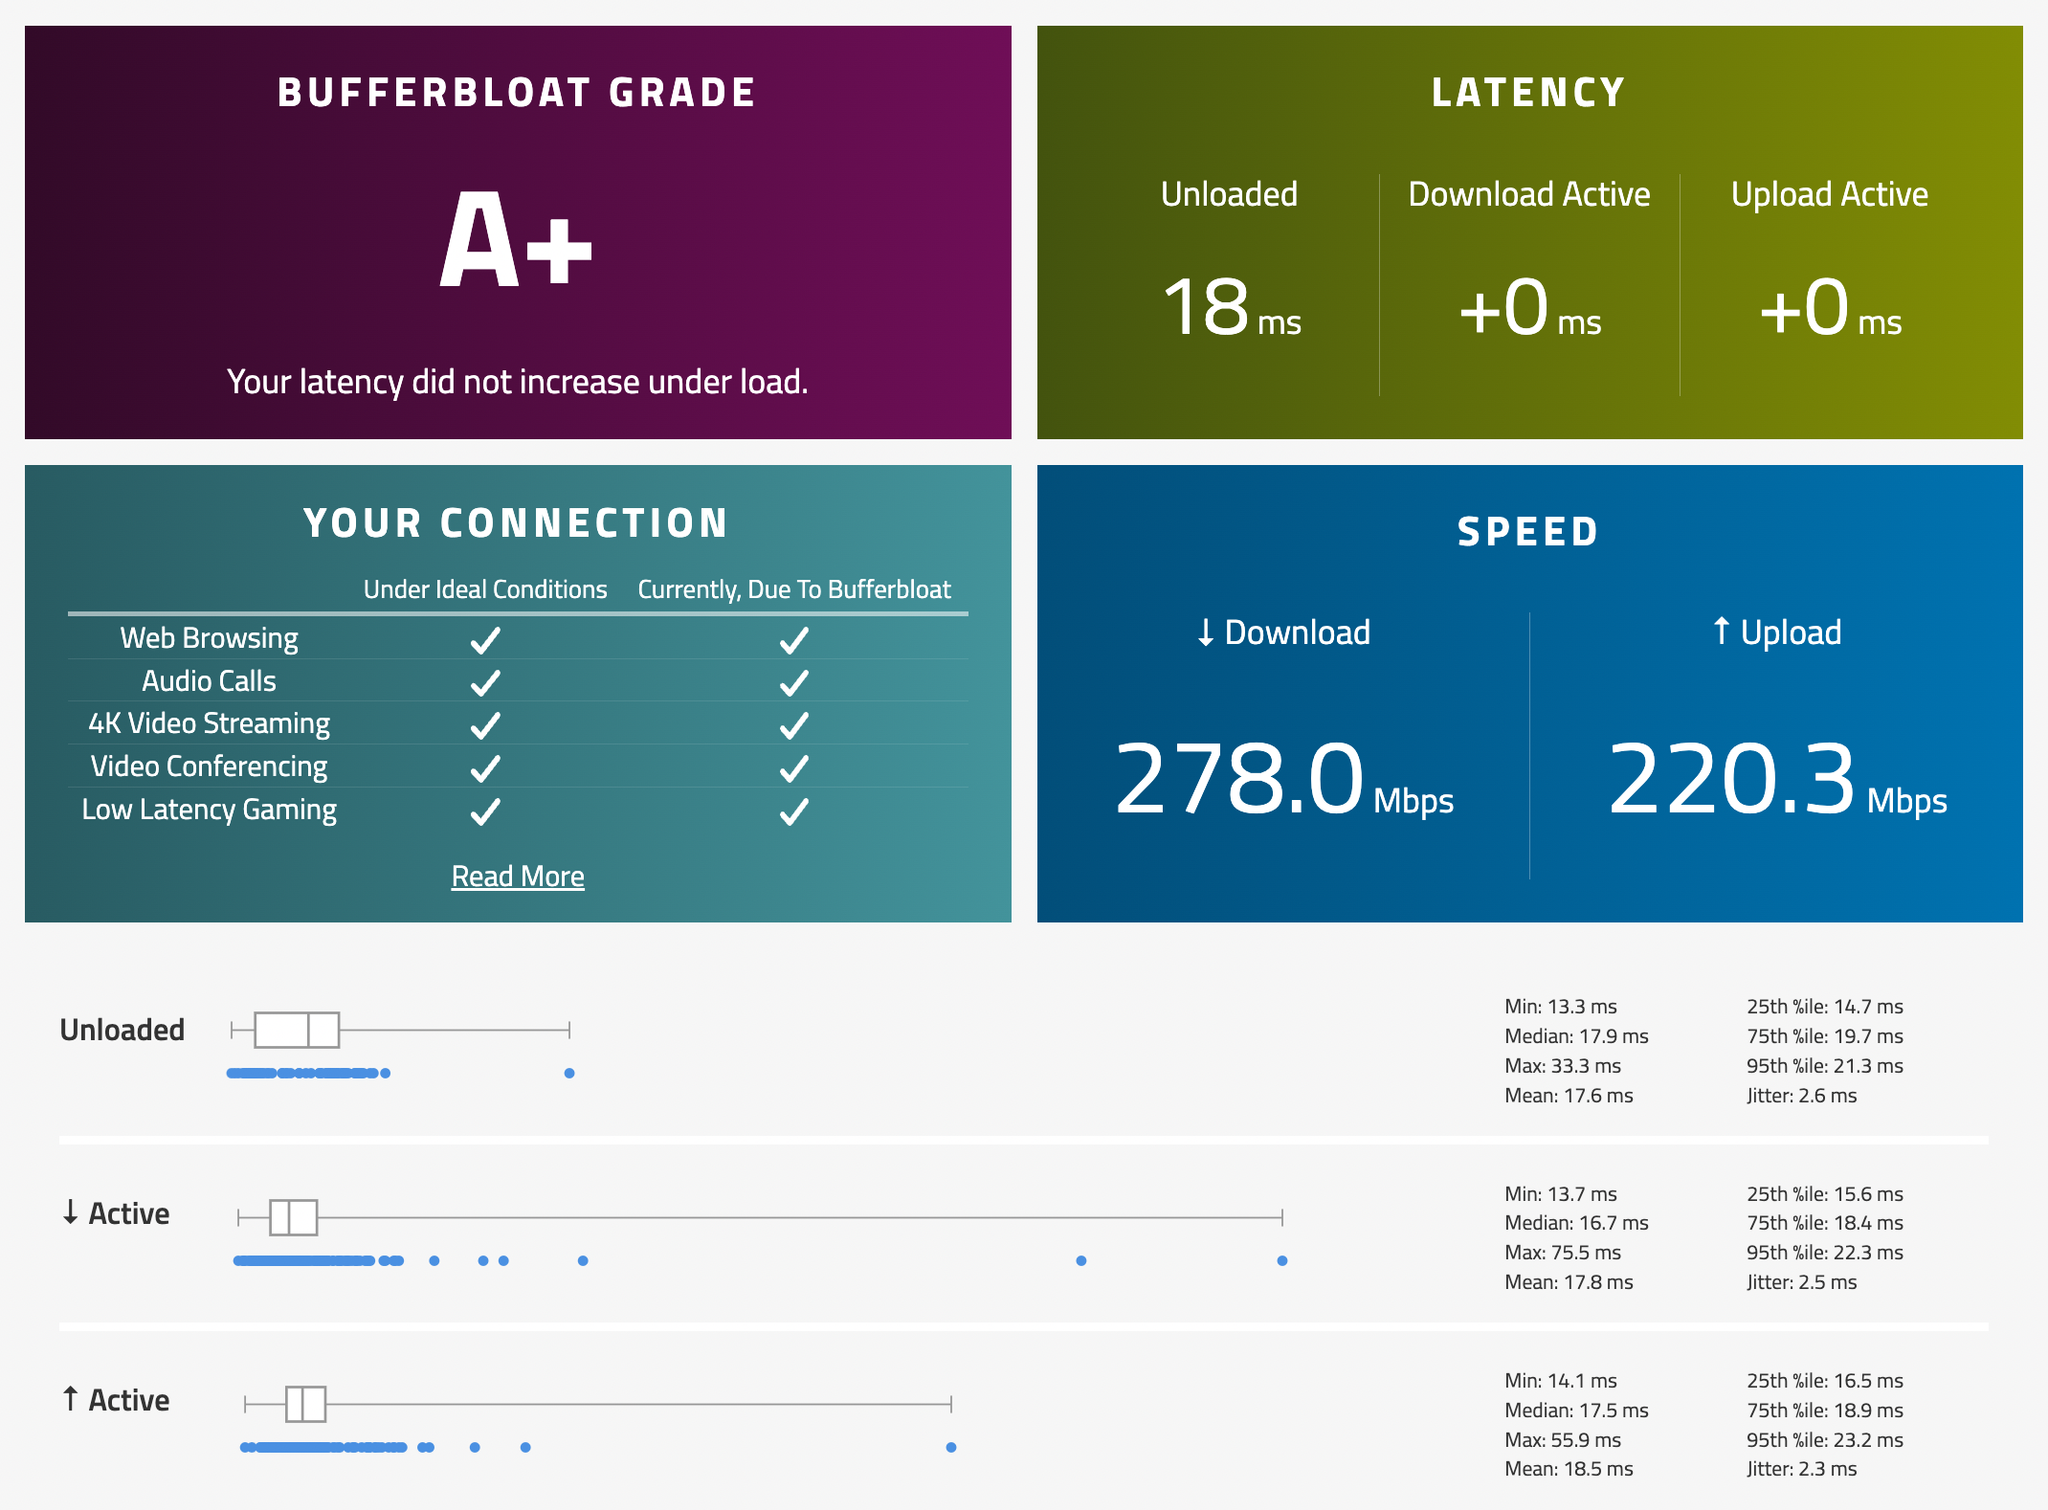 BUFFERBLOAT GRADE
A+
Your latency did not increase under load.
LATENCY
Unloaded
18 ms
Download Active
+0 ms
Upload Active
+0 ms
YOUR CONNECTION
Under Ideal Conditions Currently, Due To Bufferbloat
Web Browsing ✓ ✓
Audio Calls ✓ ✓
4K Video Streaming ✓ ✓
Video Conferencing ✓ ✓
Low Latency Gaming ✓ ✓
Read More
SPEED
↓ Download
278.0 Mbps
↑ Upload
220.3 Mbps
Unloaded
Min: 13.3 ms 25th %ile: 14.7 ms
Median: 17.9 ms 75th %ile: 19.7 ms
Max: 33.3 ms 95th %ile: 21.3 ms
Mean: 17.6 ms Jitter: 2.6 ms
↓ Active
Min: 13.7 ms 25th %ile: 15.6 ms
Median: 16.7 ms 75th %ile: 18.4 ms
Max: 75.5 ms 95th %ile: 22.3 ms
Mean: 17.8 ms Jitter: 2.5 ms
↑ Active
Min: 14.1 ms 25th %ile: 16.5 ms
Median: 17.5 ms 75th %ile: 18.9 ms
Max: 55.9 ms 95th %ile: 23.2 ms
Mean: 18.5 ms Jitter: 2.3 ms